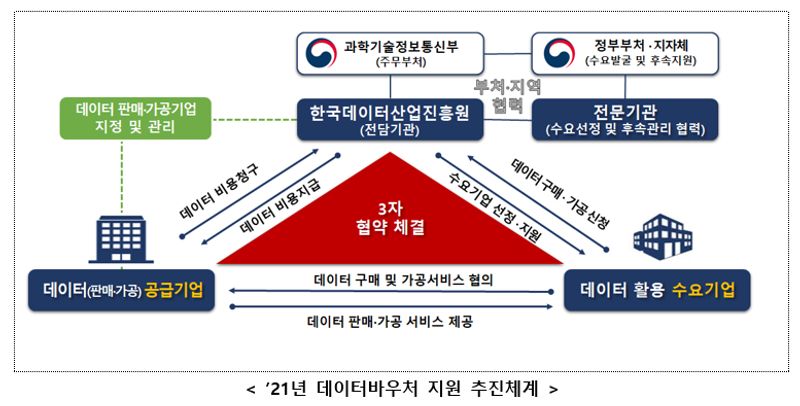 과학기술정보통신부
(주무부처)
정부부처 · 지자체
(수요발굴 및 후속지원)
부처·지역
협력
데이터 판매·가공기업
지정 및 관리
한국데이터산업진흥원
(전담기관)
전문기관
(수요선정 및 후속관리 협력)
데이터 비용청구
데이터 비용지급
3자
협약 체결
수요기업 선정·지원
데이터구매·가공 신청
데이터(판매·가공) 공급기업
데이터 구매 및 가공서비스 협의
데이터 활용 수요기업
데이터 판매·가공 서비스 제공
< ’21년 데이터바우처 지원 추진체계 >